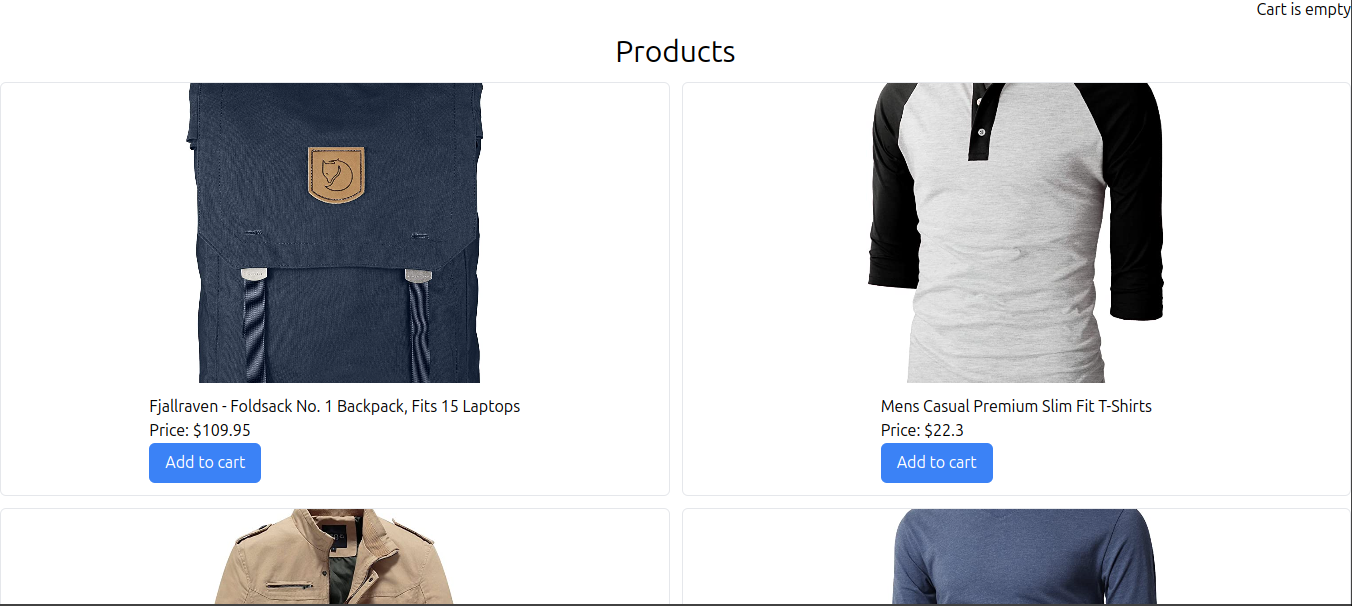 Cart is empty
Products
Fjallraven - Foldsack No. 1 Backpack, Fits 15 Laptops
Price: $109.95
Add to cart
Mens Casual Premium Slim Fit T-Shirts
Price: $22.3
Add to cart